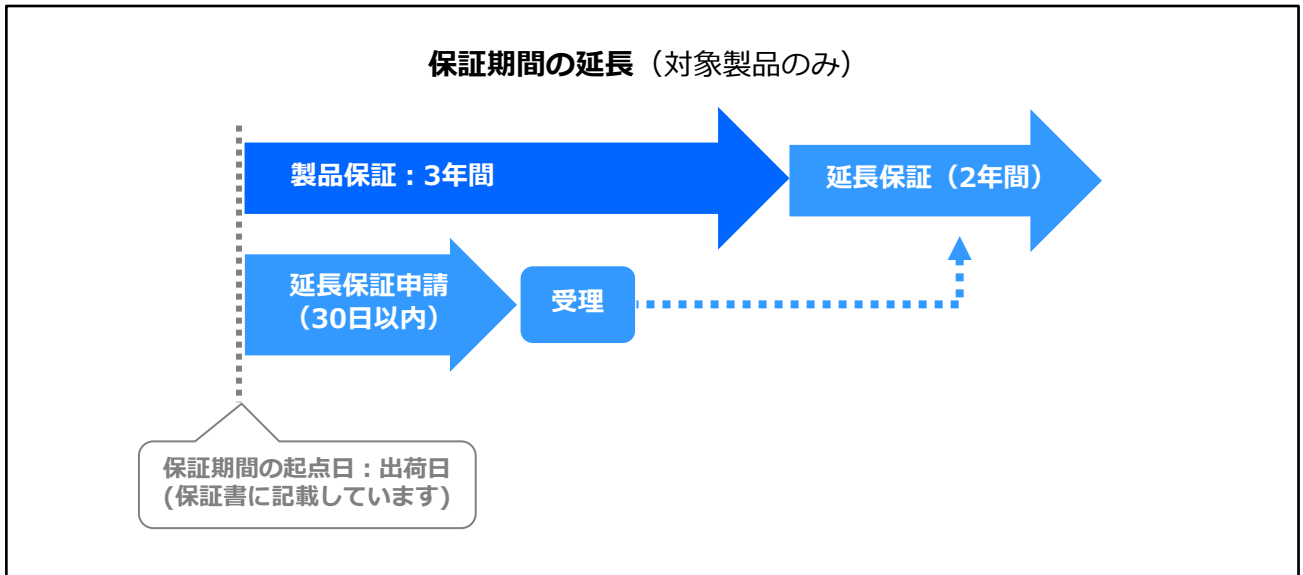 保証期間の延長（対象製品のみ）
製品保証：3年間
延長保証（2年間）
延長保証申請
（30日以内）
受理
保証期間の起点日：出荷日
(保証書に記載しています)